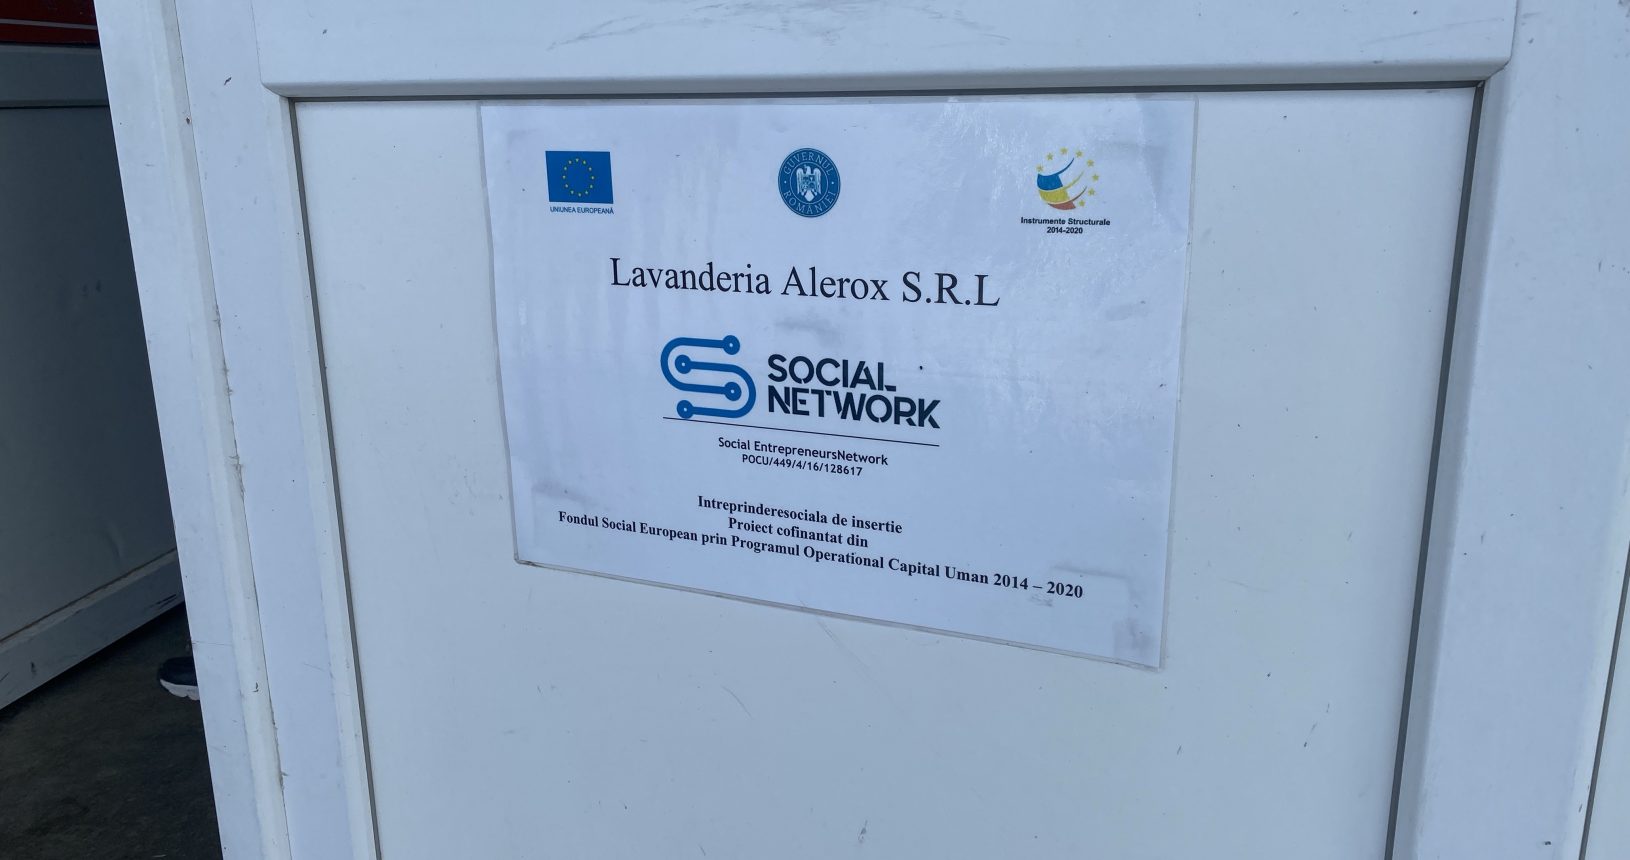 UNIUNEA EUROPEANĂ
GUVERNUL ROMÂNIEI
Instrumente Structurale
2014-2020
Lavanderia Alerox S.R.L
SOCIAL
NETWORK
Social EntrepreneursNetwork
POCU/449/4/16/128617
Intreprinderesociala de insertie
Proiect cofinantat din
Fondul Social European prin Programul Operational Capital Uman 2014 – 2020